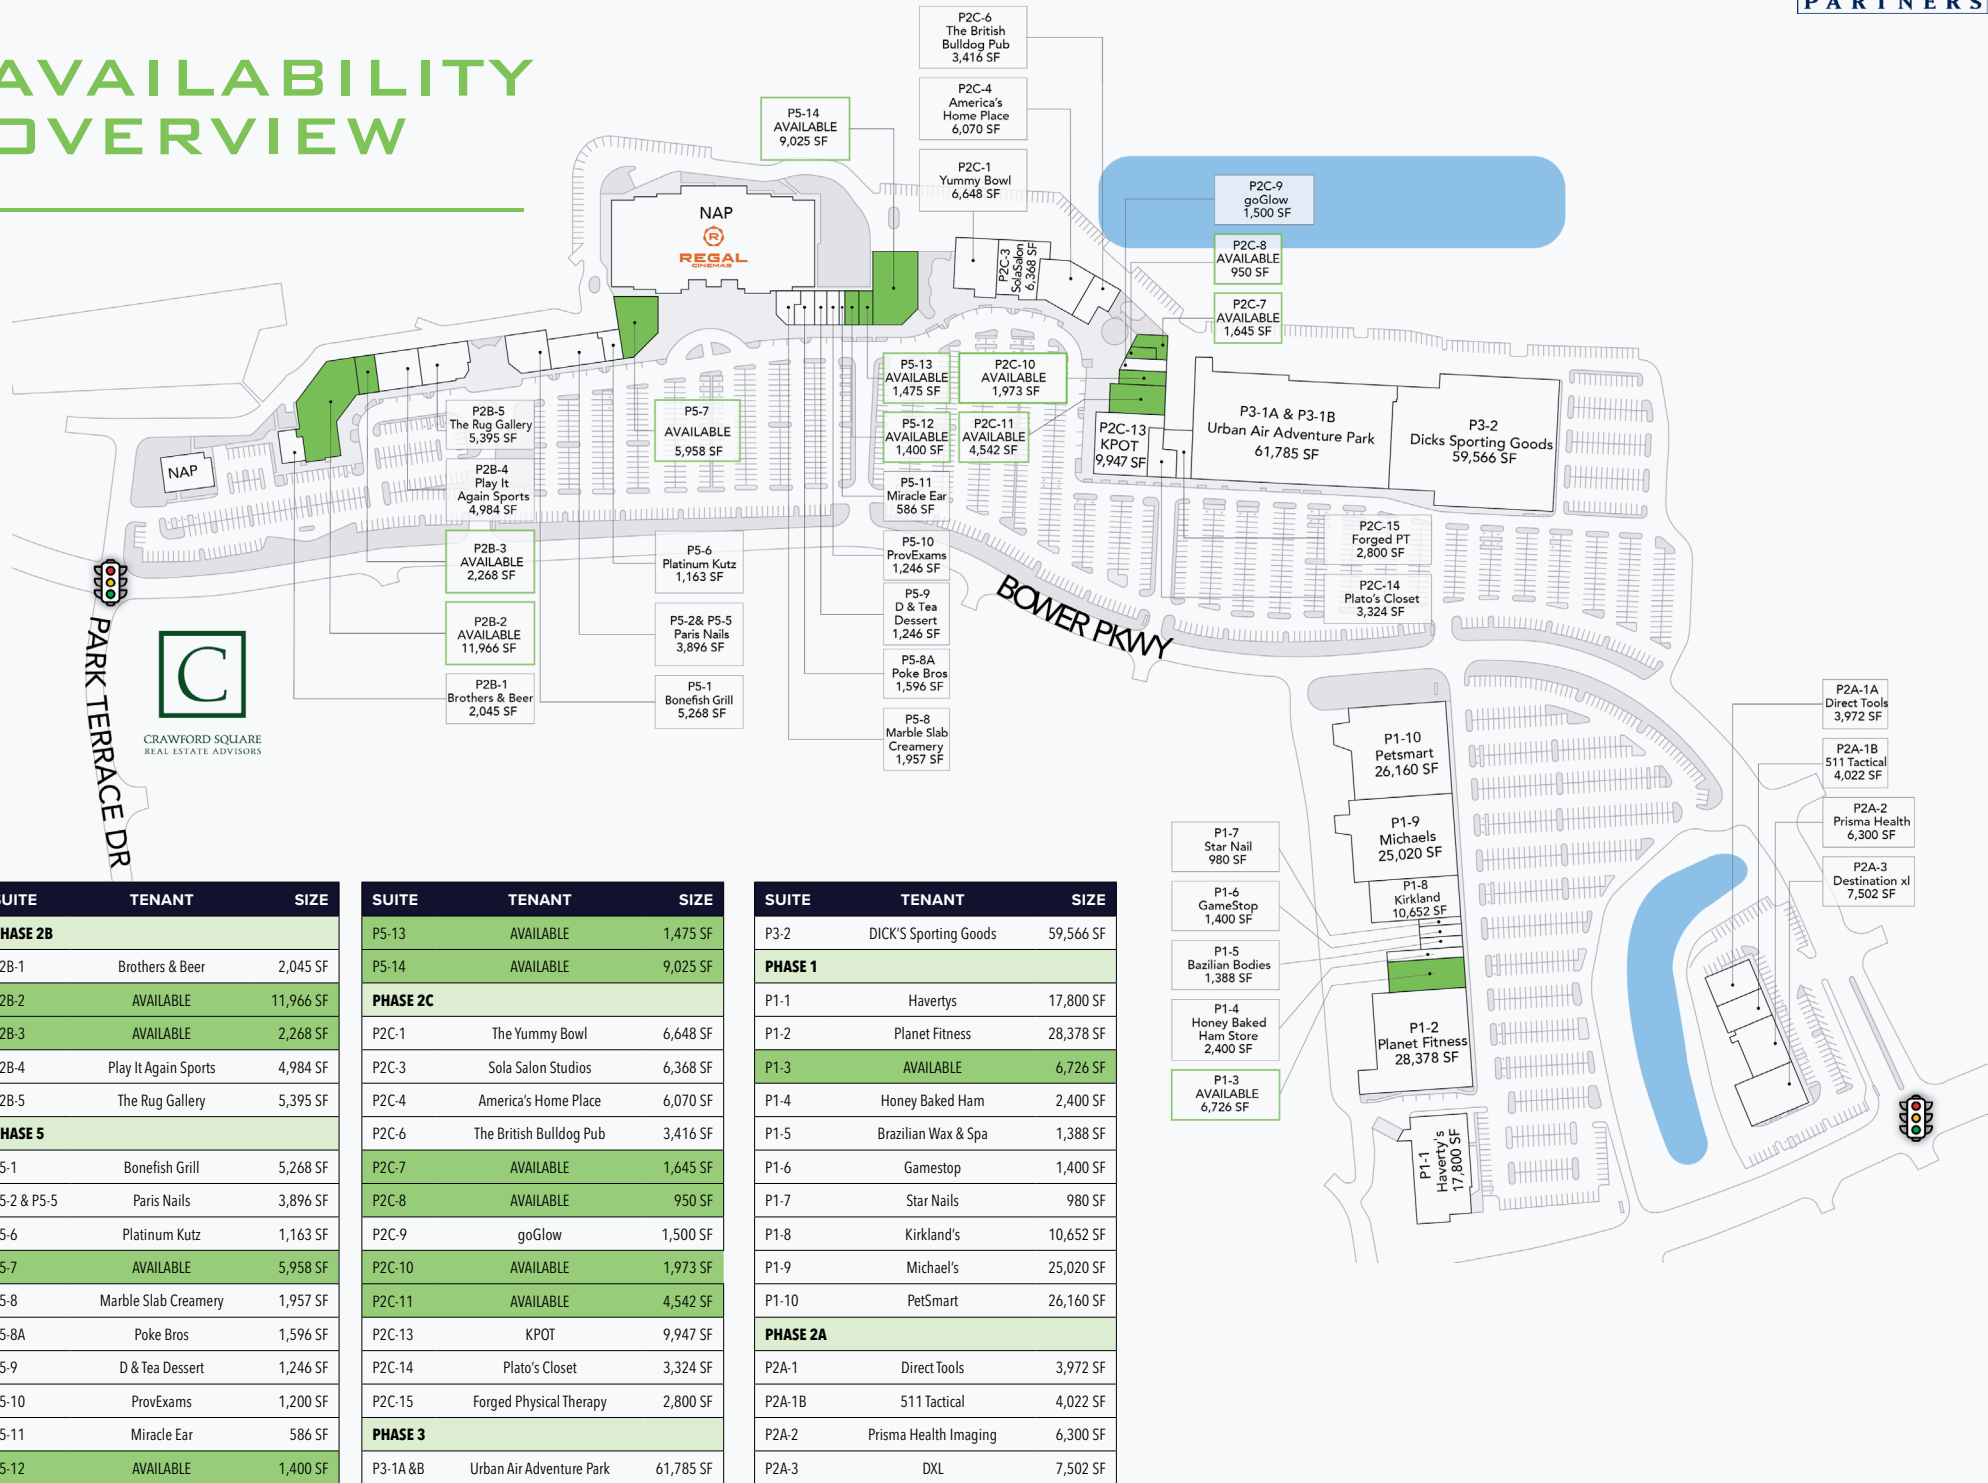 PARTNERS
AVAILABILITY
OVERVIEW
P2C-6
The British
Bulldog Pub
3,416 SF
P2C-4
America's
Home Place
6,070 SF
P2C-1
Yummy Bowl
6,648 SF
P5-14
AVAILABLE
9,025 SF
P2C-9
goGlow
1,500 SF
P2C-8
AVAILABLE
950 SF
P2C-7
AVAILABLE
1,645 SF
NAP
R
REGAL
CINEMAS
P2C-3
SolaSalon
6,368 SF
P5-13
AVAILABLE
1,475 SF
P2C-10
AVAILABLE
1,973 SF
P5-12
AVAILABLE
1,400 SF
P2C-11
AVAILABLE
4,542 SF
P5-11
Miracle Ear
586 SF
P5-10
ProvExams
1,246 SF
P5-9
D & Tea
Dessert
1,246 SF
P5-8A
Poke Bros
1,596 SF
P5-8
Marble Slab
Creamery
1,957 SF
P2C-13
KPOT
9,947 SF
P3-1A & P3-1B
Urban Air Adventure Park
61,785 SF
P3-2
Dicks Sporting Goods
59,566 SF
P2C-15
Forged PT
2,800 SF
P2C-14
Plato's Closet
3,324 SF
NAP
P2B-5
The Rug Gallery
5,395 SF
P2B-4
Play It
Again Sports
4,984 SF
P2B-3
AVAILABLE
2,268 SF
P2B-2
AVAILABLE
11,966 SF
P2B-1
Brothers & Beer
2,045 SF
P5-7
AVAILABLE
5,958 SF
P5-6
Platinum Kutz
1,163 SF
P5-2& P5-5
Paris Nails
3,896 SF
P5-1
Bonefish Grill
5,268 SF
BOWER PKWY
PARK TERRACE DR
C
CRAWFORD SQUARE
REAL ESTATE ADVISORS
P1-10
Petsmart
26,160 SF
P1-9
Michaels
25,020 SF
P1-8
Kirkland
10,652 SF
P1-2
Planet Fitness
28,378 SF
P1-1
Haverty's
17,800 SF
P1-7
Star Nail
980 SF
P1-6
GameStop
1,400 SF
P1-5
Bazilian Bodies
1,388 SF
P1-4
Honey Baked
Ham Store
2,400 SF
P1-3
AVAILABLE
6,726 SF
P2A-1A
Direct Tools
3,972 SF
P2A-1B
511 Tactical
4,022 SF
P2A-2
Prisma Health
6,300 SF
P2A-3
Destination xl
7,502 SF
SUITE TENANT SIZE
PHASE 2B
2B-1 Brothers & Beer 2,045 SF
2B-2 AVAILABLE 11,966 SF
2B-3 AVAILABLE 2,268 SF
2B-4 Play It Again Sports 4,984 SF
2B-5 The Rug Gallery 5,395 SF
PHASE 5
5-1 Bonefish Grill 5,268 SF
5-2 & P5-5 Paris Nails 3,896 SF
5-6 Platinum Kutz 1,163 SF
5-7 AVAILABLE 5,958 SF
5-8 Marble Slab Creamery 1,957 SF
5-8A Poke Bros 1,596 SF
5-9 D & Tea Dessert 1,246 SF
5-10 ProvExams 1,200 SF
5-11 Miracle Ear 586 SF
5-12 AVAILABLE 1,400 SF
SUITE TENANT SIZE
P5-13 AVAILABLE 1,475 SF
P5-14 AVAILABLE 9,025 SF
PHASE 2C
P2C-1 The Yummy Bowl 6,648 SF
P2C-3 Sola Salon Studios 6,368 SF
P2C-4 America's Home Place 6,070 SF
P2C-6 The British Bulldog Pub 3,416 SF
P2C-7 AVAILABLE 1,645 SF
P2C-8 AVAILABLE 950 SF
P2C-9 goGlow 1,500 SF
P2C-10 AVAILABLE 1,973 SF
P2C-11 AVAILABLE 4,542 SF
P2C-13 KPOT 9,947 SF
P2C-14 Plato's Closet 3,324 SF
P2C-15 Forged Physical Therapy 2,800 SF
PHASE 3
P3-1A &B Urban Air Adventure Park 61,785 SF
SUITE TENANT SIZE
P3-2 DICK'S Sporting Goods 59,566 SF
PHASE 1
P1-1 Havertys 17,800 SF
P1-2 Planet Fitness 28,378 SF
P1-3 AVAILABLE 6,726 SF
P1-4 Honey Baked Ham 2,400 SF
P1-5 Brazilian Wax & Spa 1,388 SF
P1-6 Gamestop 1,400 SF
P1-7 Star Nails 980 SF
P1-8 Kirkland's 10,652 SF
P1-9 Michael's 25,020 SF
P1-10 PetSmart 26,160 SF
PHASE 2A
P2A-1 Direct Tools 3,972 SF
P2A-1B 511 Tactical 4,022 SF
P2A-2 Prisma Health Imaging 6,300 SF
P2A-3 DXL 7,502 SF